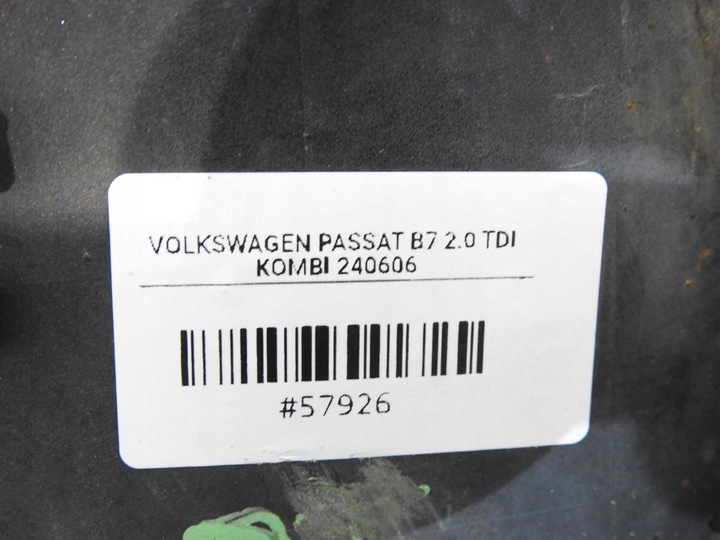 VOLKSWAGEN PASSAT B7 2.0 TDI
KOMBI 240606
#57926